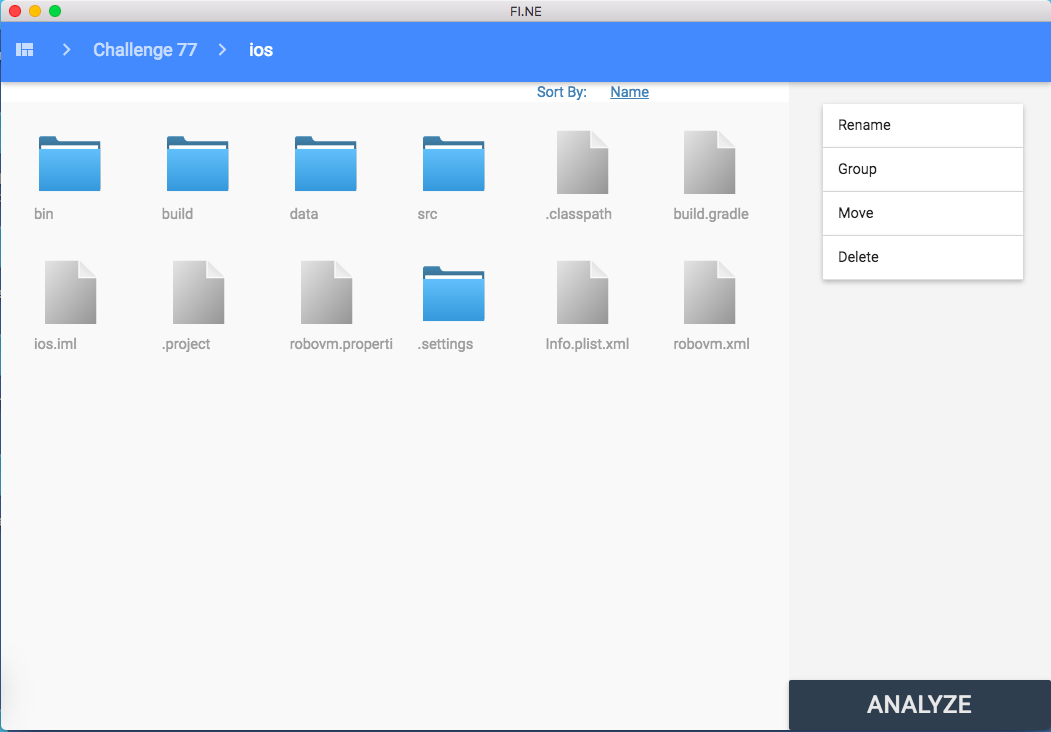 FI.NE
Challenge 77 ios
Sort By: Name
bin build data src .classpath build.gradle
ios.iml .project robovm.properti .settings Info.plist.xml robovm.xml
Rename
Group
Move
Delete
ANALYZE